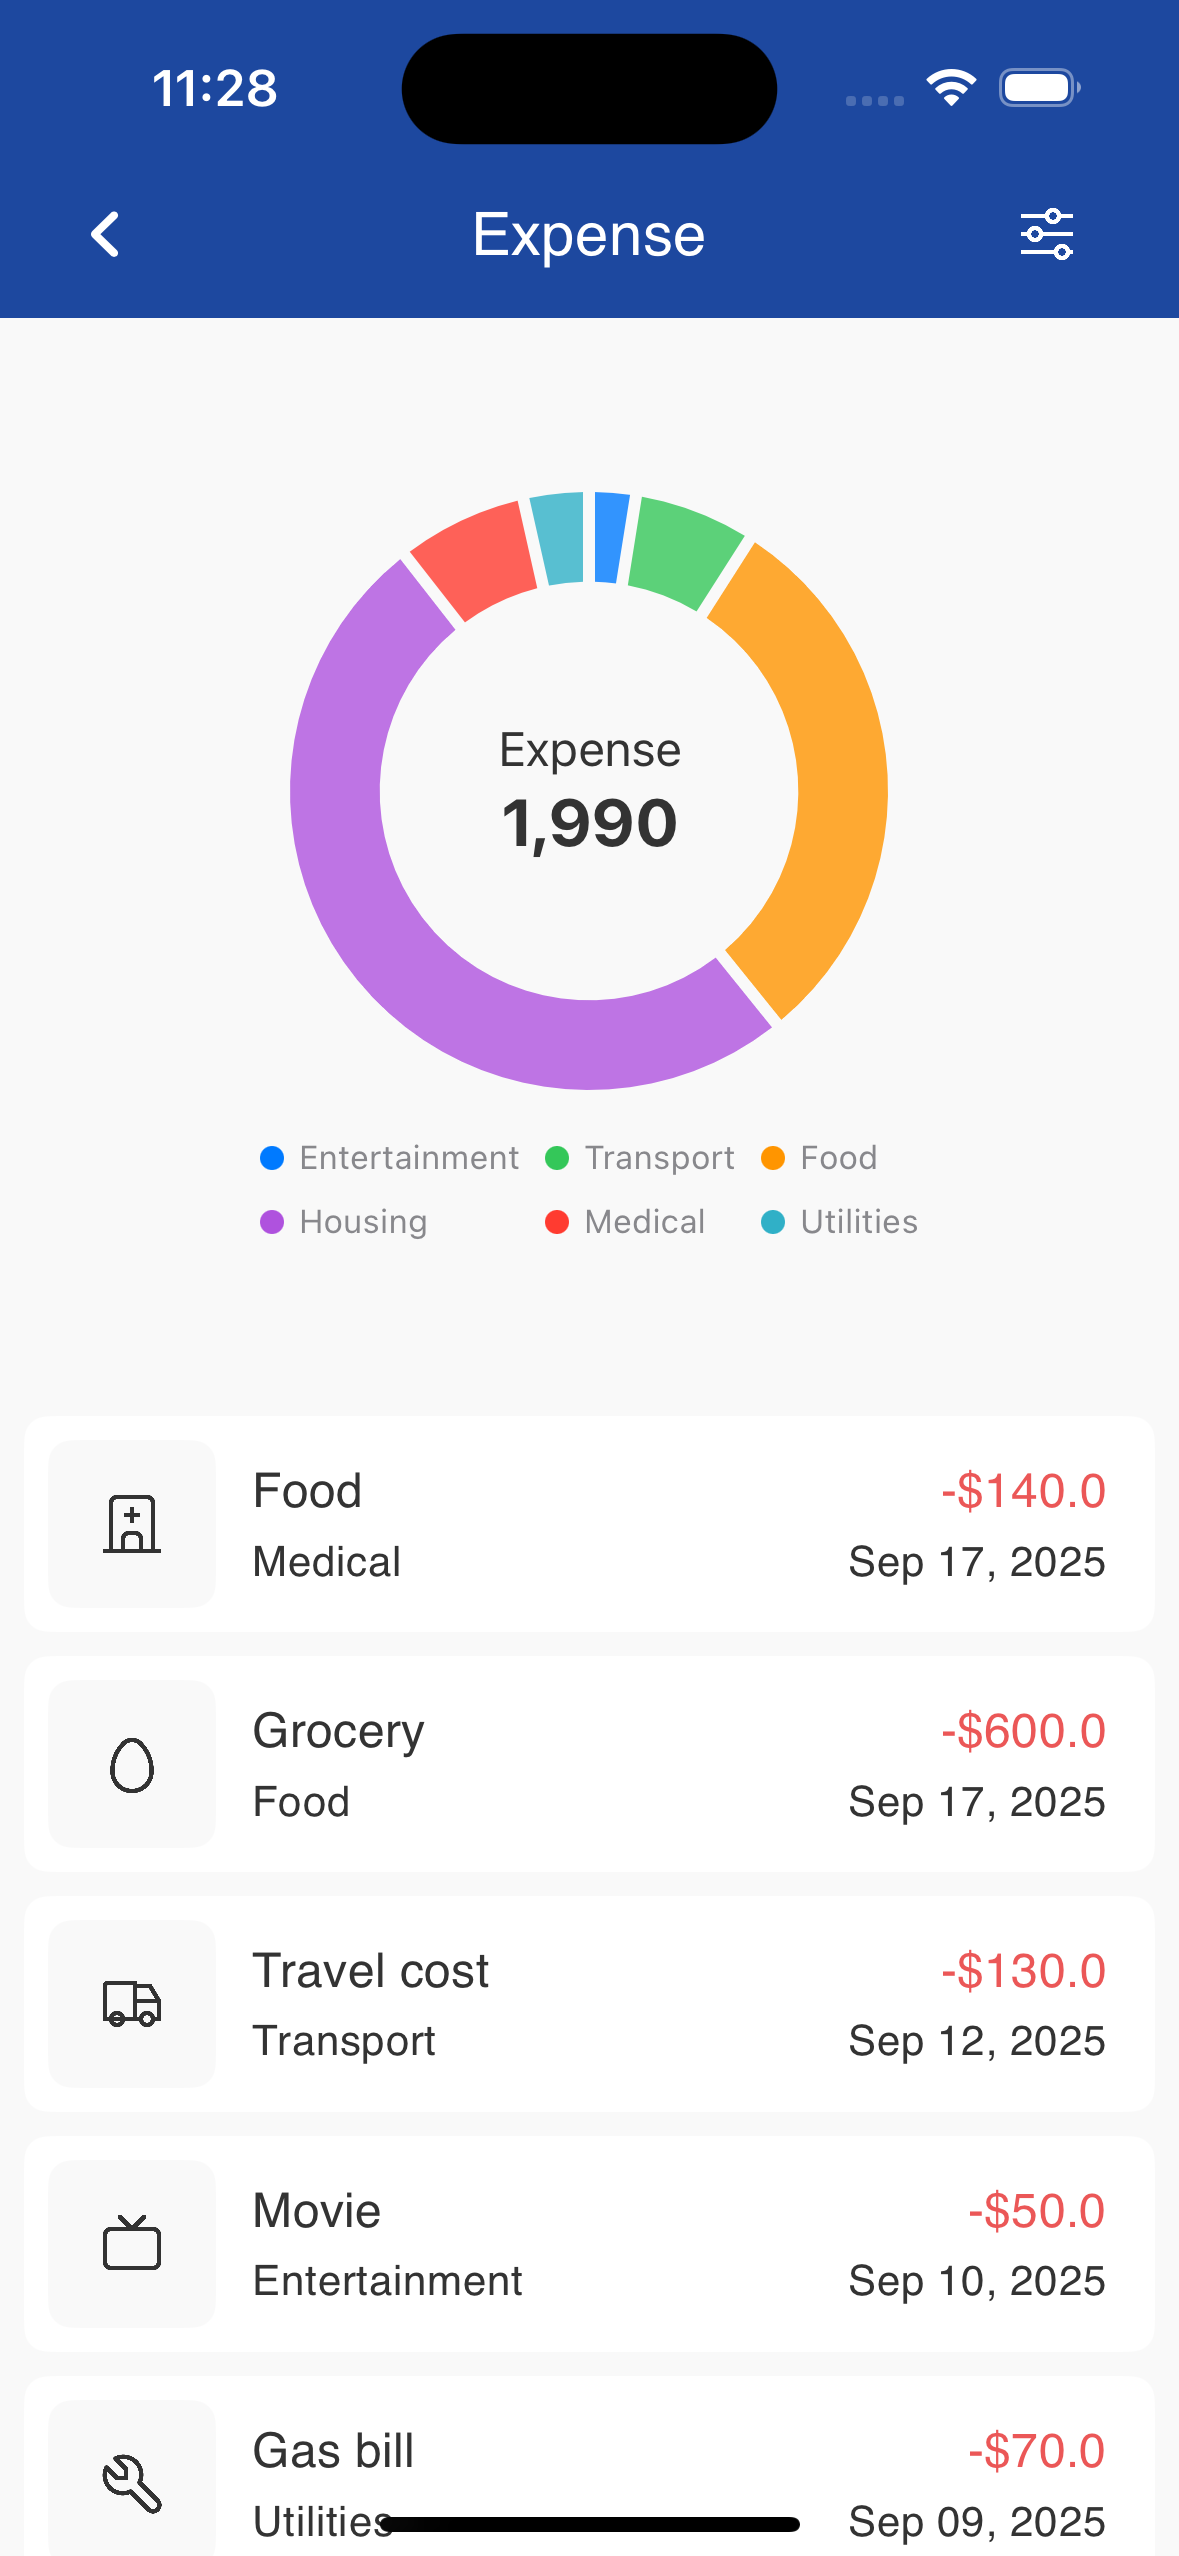 11:28
Expense
Expense
1,990
Entertainment Transport Food
Housing Medical Utilities
Food -$140.0
Medical Sep 17, 2025
Grocery -$600.0
Food Sep 17, 2025
Travel cost -$130.0
Transport Sep 12, 2025
Movie -$50.0
Entertainment Sep 10, 2025
Gas bill -$70.0
Utilities Sep 09, 2025